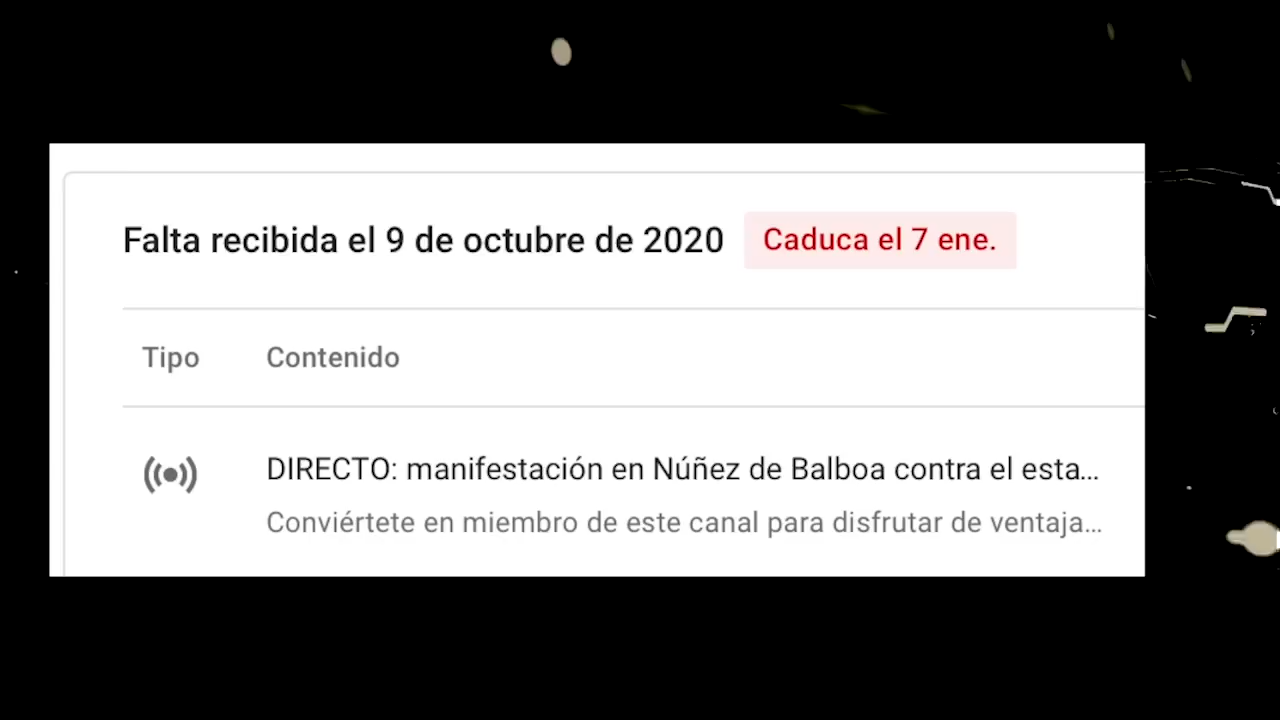 Falta recibida el 9 de octubre de 2020 Caduca el 7 ene.
Tipo Contenido
DIRECTO: manifestación en Núñez de Balboa contra el esta...
Conviértete en miembro de este canal para disfrutar de ventaja...